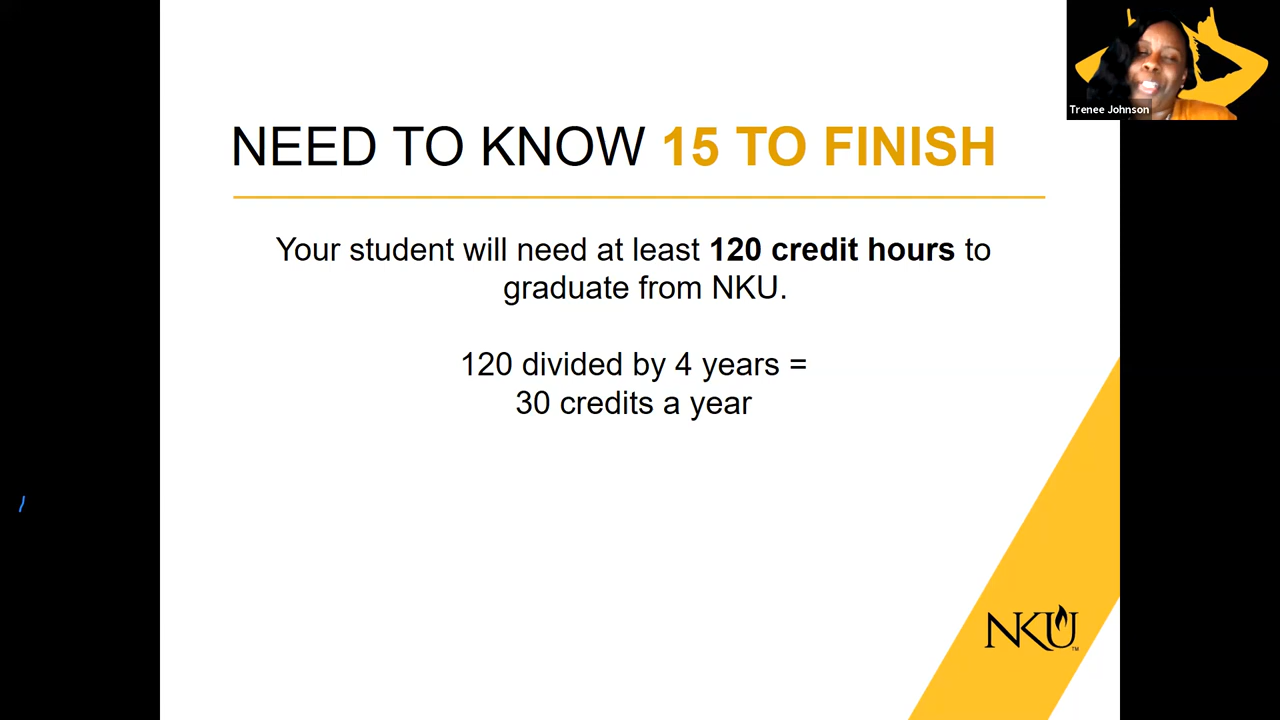 Trenee Johnson
NEED TO KNOW 15 TO FINISH
Your student will need at least 120 credit hours to
graduate from NKU.
120 divided by 4 years =
30 credits a year
NKU
TM